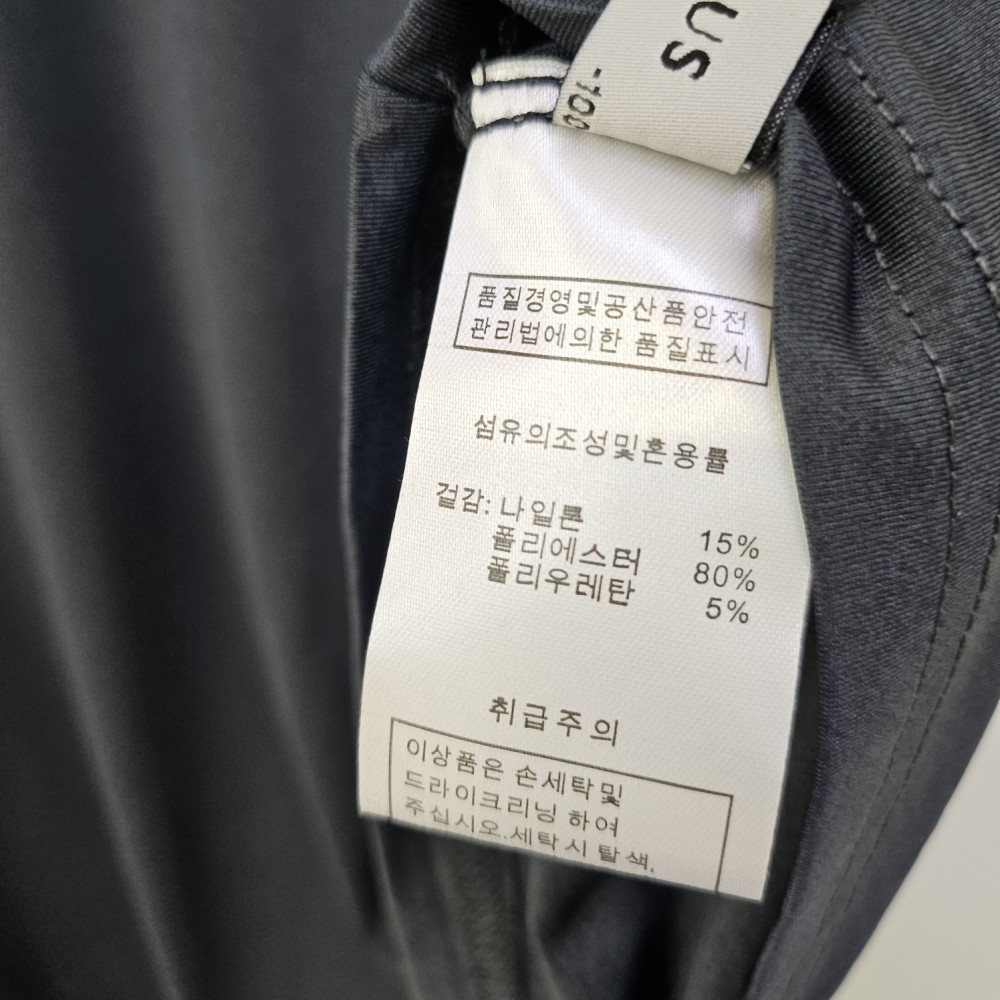 US
-100
품질경영및공산품안전
관리법에의한 품질표시
섬유의조성및혼용률
겉감: 나일론 15%
폴리에스터 80%
폴리우레탄 5%
취급주의
이상품은 손세탁및
드라이크리닝 하여
주십시오.세탁시 탈색,